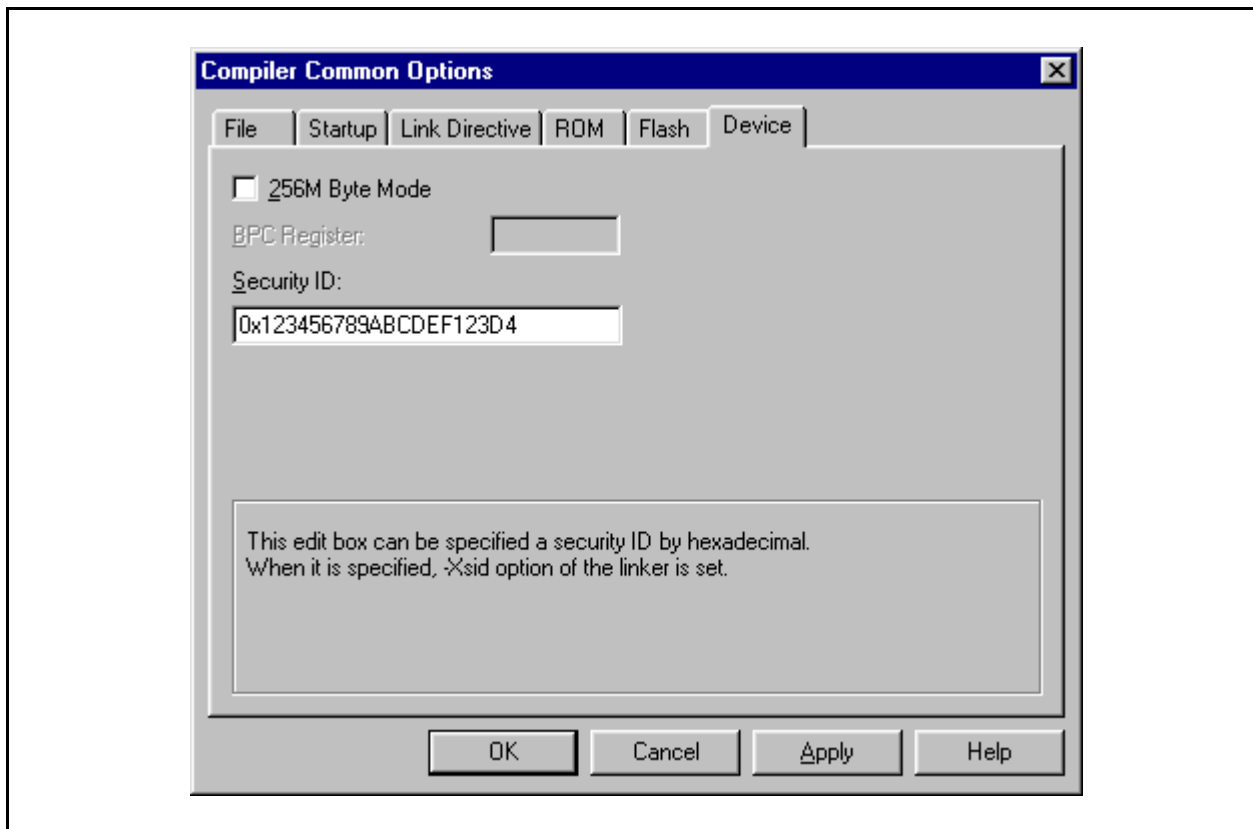 Compiler Common Options
File Startup Link Directive ROM Flash Device
256M Byte Mode
BPC Register:
Security ID:
0x123456789ABCDEF123D4
This edit box can be specified a security ID by hexadecimal.
When it is specified, -Xsid option of the linker is set.
OK Cancel Apply Help